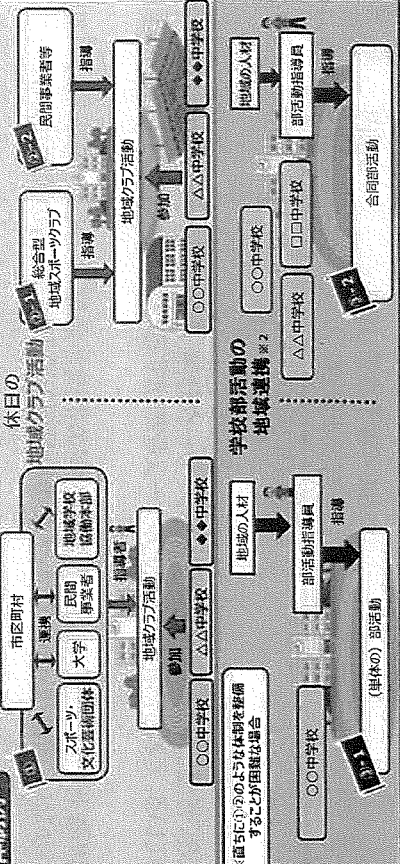 休日の
地域クラブ活動
市区町村
連携
スポーツ・
文化芸術団体
大学
民間
事業者
地域学校
協働本部
指導者
地域クラブ活動
参加
○○中学校
△△中学校
◆◆中学校
総合型
地域スポーツクラブ
指導
民間事業者等
指導
地域クラブ活動
参加
○○中学校
△△中学校
◆◆中学校
直ちに①②のような体制を整備
することが困難な場合
学校部活動の
地域連携※2
○○中学校
地域の人材
部活動指導員
指導
(単体の)部活動
○○中学校
△△中学校
□□中学校
地域の人材
部活動指導員
指導
合同部活動